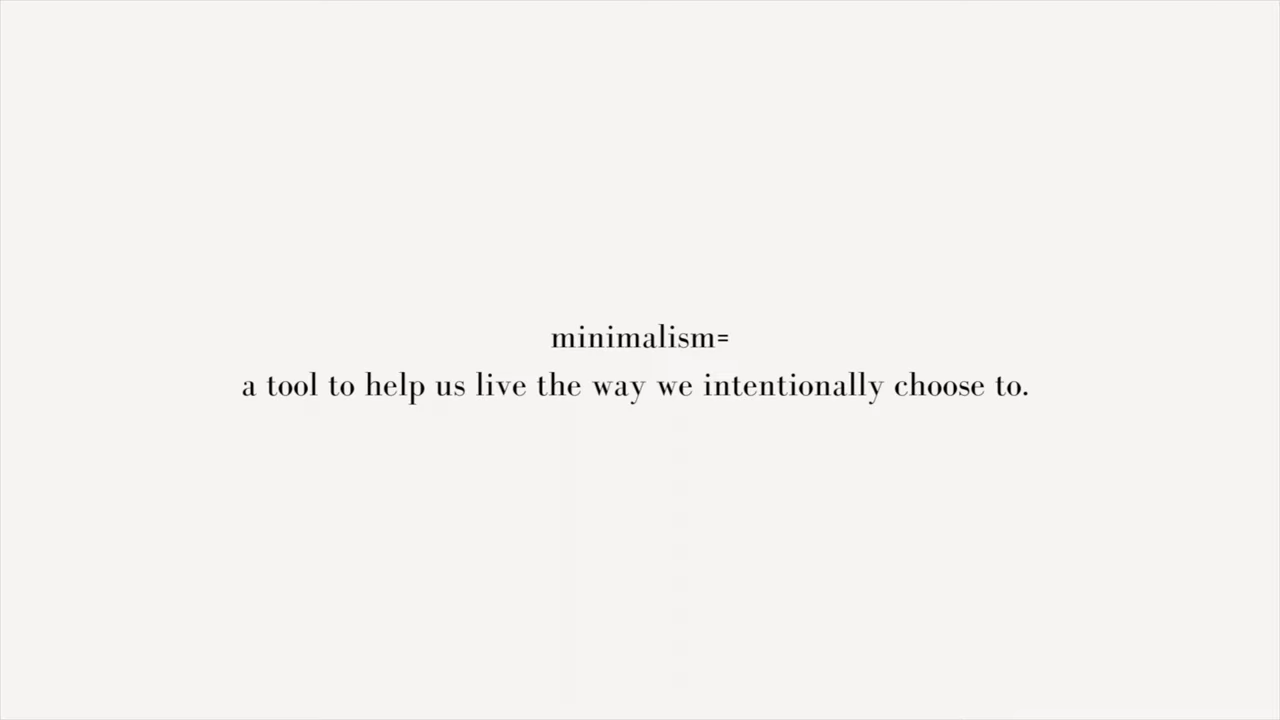 minimalism=
a tool to help us live the way we intentionally choose to.